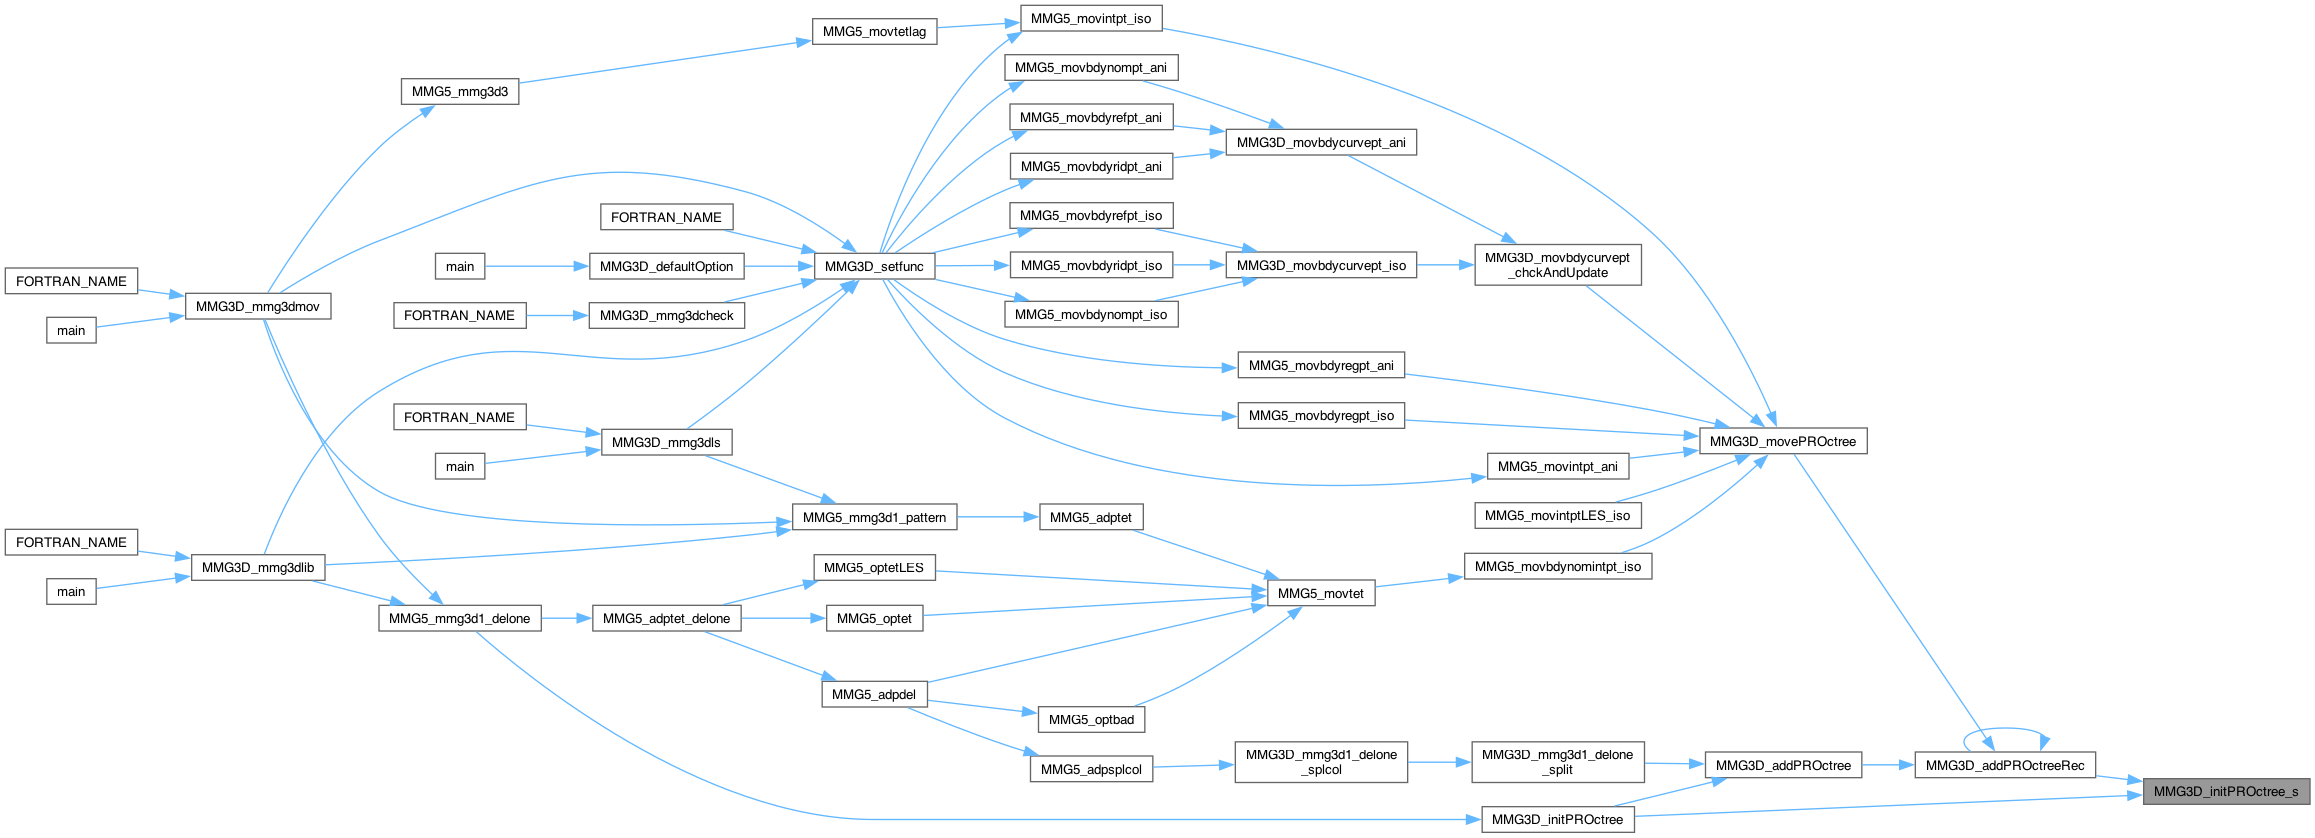 MMG5_movintpt_iso
MMG5_movtetlag
MMG5_movbdynompt_ani
MMG5_mmg3d3
MMG5_movbdyrefpt_ani
MMG3D_movbdycurvept_ani
MMG5_movbdyridpt_ani
FORTRAN_NAME
MMG5_movbdyrefpt_iso
MMG3D_movbdycurvept
_chckAndUpdate
main
MMG3D_defaultOption
MMG3D_setfunc
MMG5_movbdyridpt_iso
MMG3D_movbdycurvept_iso
FORTRAN_NAME
MMG3D_mmg3dmov
main
FORTRAN_NAME
MMG3D_mmg3dcheck
MMG5_movbdynompt_iso
MMG5_movbdyregpt_ani
FORTRAN_NAME
MMG5_movbdyregpt_iso
MMG3D_mmg3dls
MMG3D_movePROctree
main
MMG5_movintpt_ani
MMG5_mmg3d1_pattern
MMG5_adptet
MMG5_movintptLES_iso
FORTRAN_NAME
MMG3D_mmg3dlib
main
MMG5_optetLES
MMG5_movbdynomintpt_iso
MMG5_movtet
MMG5_mmg3d1_delone
MMG5_adptet_delone
MMG5_optet
MMG5_adpdel
MMG5_optbad
MMG5_adpsplcol
MMG3D_mmg3d1_delone
_splcol
MMG3D_mmg3d1_delone
_split
MMG3D_addPROctree
MMG3D_addPROctreeRec
MMG3D_initPROctree_s
MMG3D_initPROctree